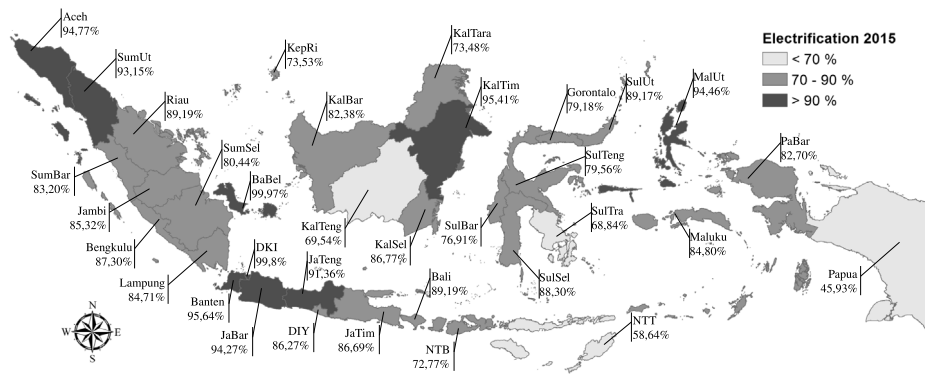 Aceh
94,77%
SumUt
93,15%
Riau
89,19%
SumSel
80,44%
BaBel
99,97%
SumBar
83,20%
Jambi
85,32%
Bengkulu
87,30%
Lampung
84,71%
KepRi
73,53%
KalBar
82,38%
KalTara
73,48%
KalTim
95,41%
KalTeng
69,54%
KalSel
86,77%
Gorontalo
79,18%
SulUt
89,17%
SulTeng
79,56%
SulTra
68,84%
SulBar
76,91%
SulSel
88,30%
MalUt
94,46%
Maluku
84,80%
PaBar
82,70%
Papua
45,93%
DKI
99,8%
JaTeng
91,36%
Banten
95,64%
JaBar
94,27%
DIY
86,27%
JaTim
86,69%
Bali
89,19%
NTB
72,77%
NTT
58,64%
Electrification 2015
< 70 %
70 - 90 %
> 90 %
N
W
E
S